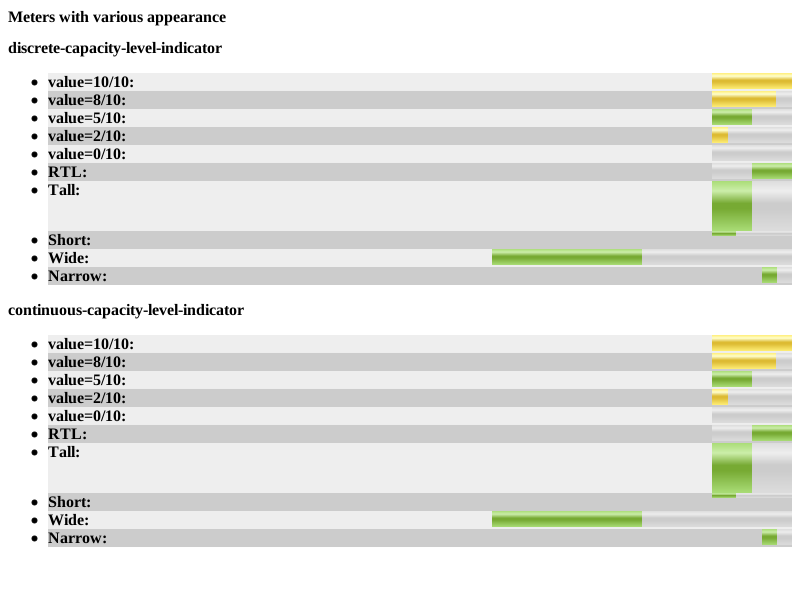 Meters with various appearance
discrete-capacity-level-indicator
value=10/10:
value=8/10:
value=5/10:
value=2/10:
value=0/10:
RTL:
Tall:
Short:
Wide:
Narrow:
continuous-capacity-level-indicator
value=10/10:
value=8/10:
value=5/10:
value=2/10:
value=0/10:
RTL:
Tall:
Short:
Wide:
Narrow: